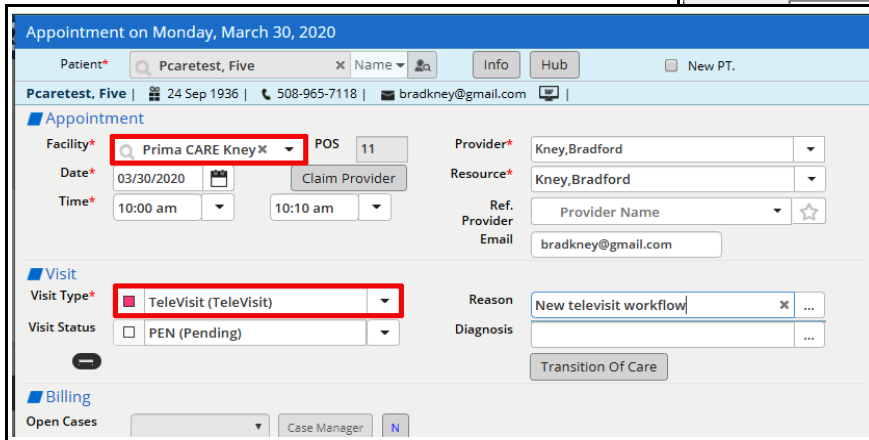 Appointment on Monday, March 30, 2020
Patient* Pcaretest, Five × Name Info Hub New PT.
Pcaretest, Five | 24 Sep 1936 | 508-965-7118 | bradkney@gmail.com W |
Appointment
Facility* Prima CARE Kney × POS 11 Provider* Kney,Bradford
Date* 03/30/2020 Claim Provider Resource* Kney,Bradford
Time* 10:00 am 10:10 am Ref. Provider Provider Name
Email bradkney@gmail.com
Visit
Visit Type* TeleVisit (TeleVisit) Reason New televisit workflow × ...
Visit Status PEN (Pending) Diagnosis ...
Transition Of Care
Billing
Open Cases Case Manager N